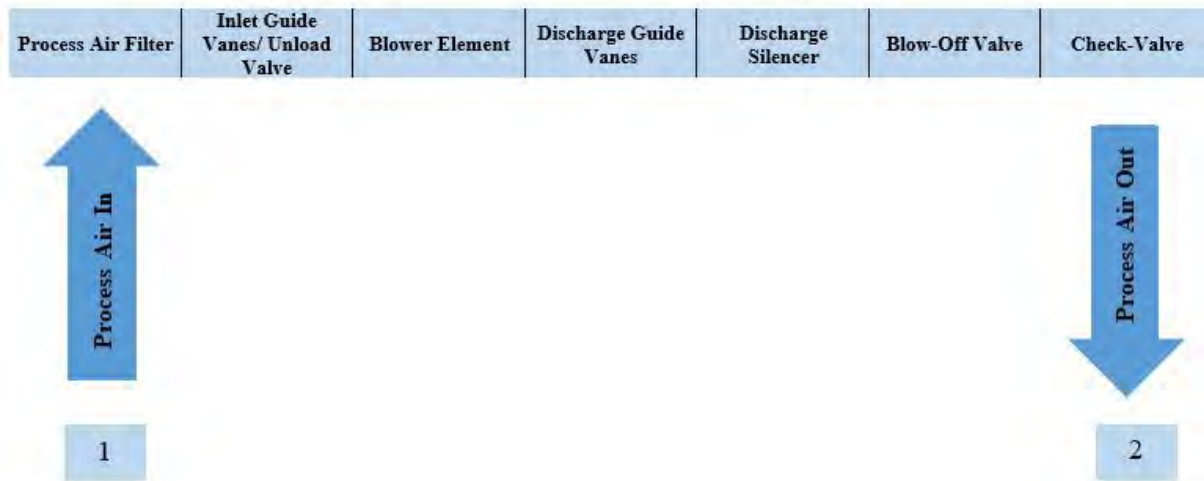 Process Air Filter
Inlet Guide
Vanes/ Unload
Valve
Blower Element
Discharge Guide
Vanes
Discharge
Silencer
Blow-Off Valve
Check-Valve
Process Air In
Process Air Out
1
2